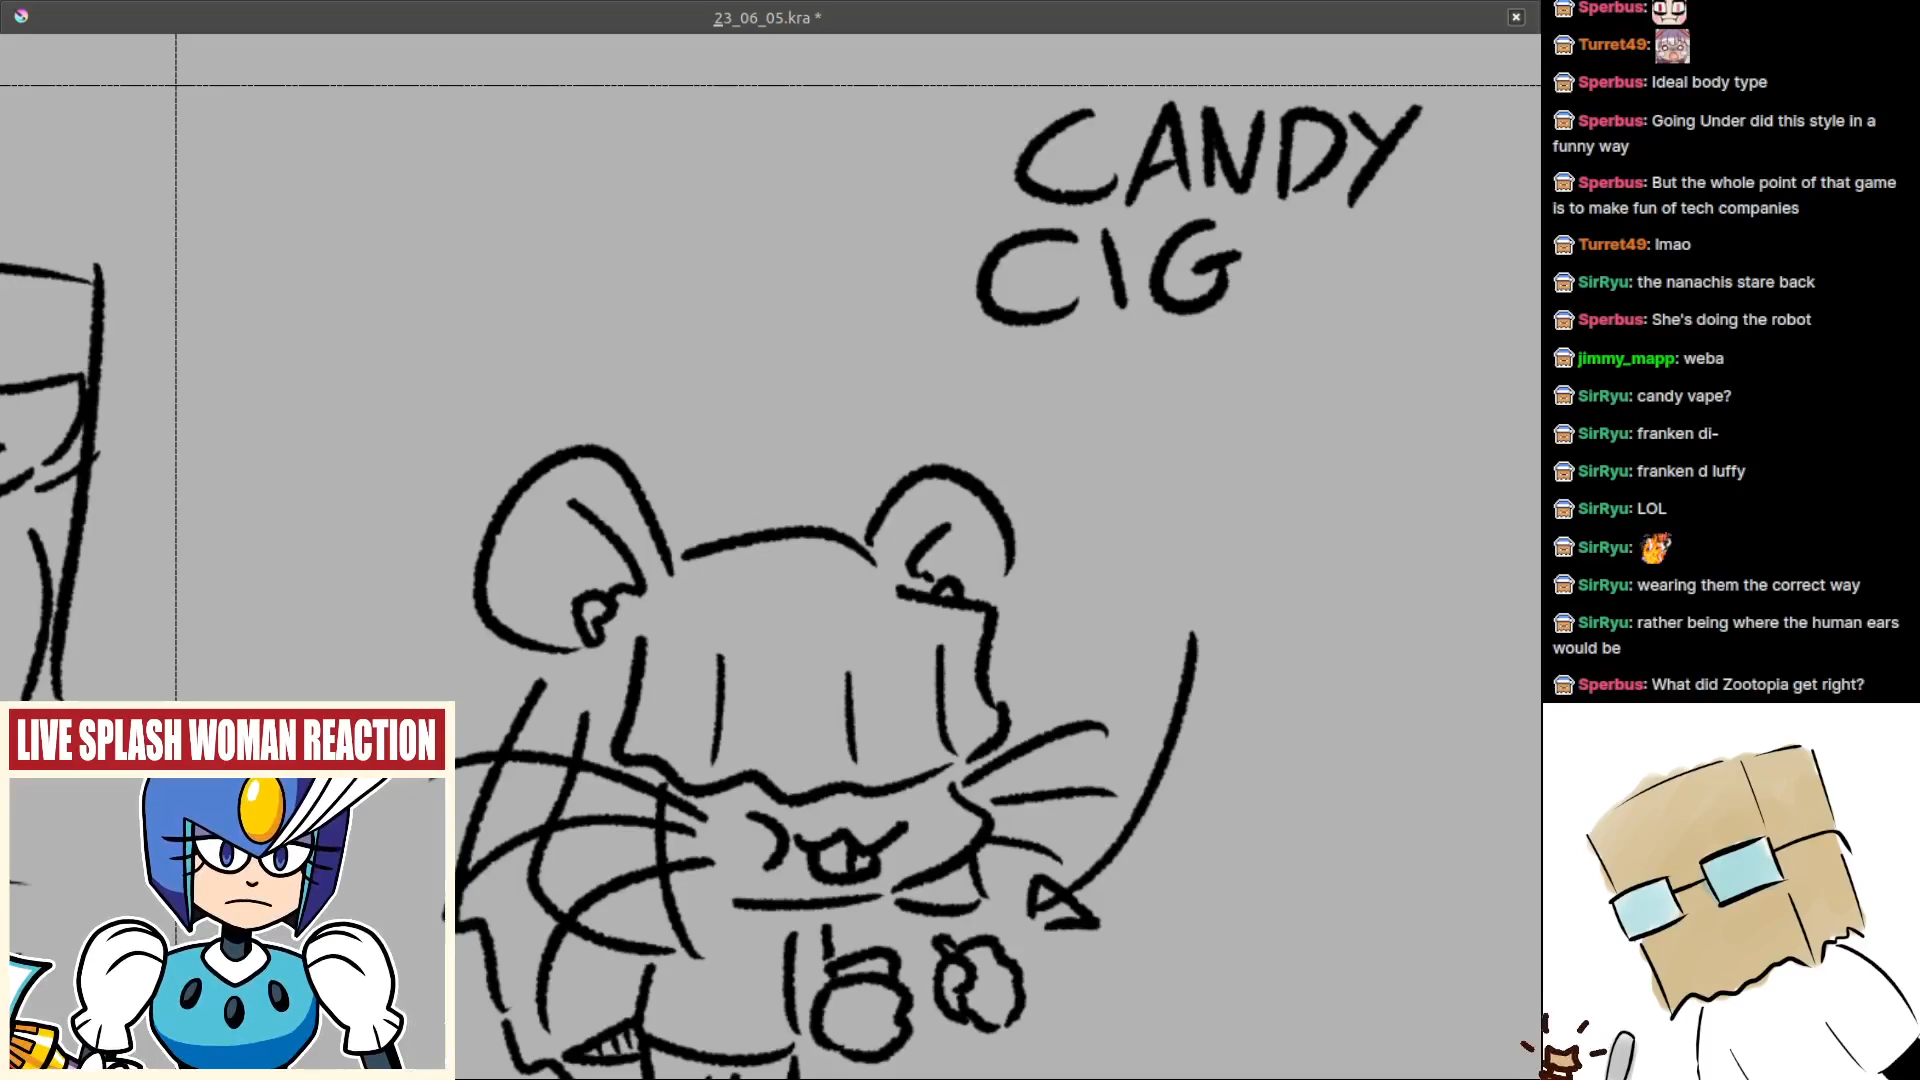 23_06_05.kra *
CANDY
CIG
LIVE SPLASH WOMAN REACTION
Sperbus:
Turret49:
Sperbus: Ideal body type
Sperbus: Going Under did this style in a
funny way
Sperbus: But the whole point of that game
is to make fun of tech companies
Turret49: lmao
SirRyu: the nanachis stare back
Sperbus: She's doing the robot
jimmy_mapp: weba
SirRyu: candy vape?
SirRyu: franken di-
SirRyu: franken d luffy
SirRyu: LOL
SirRyu:
SirRyu: wearing them the correct way
SirRyu: rather being where the human ears
would be
Sperbus: What did Zootopia get right?